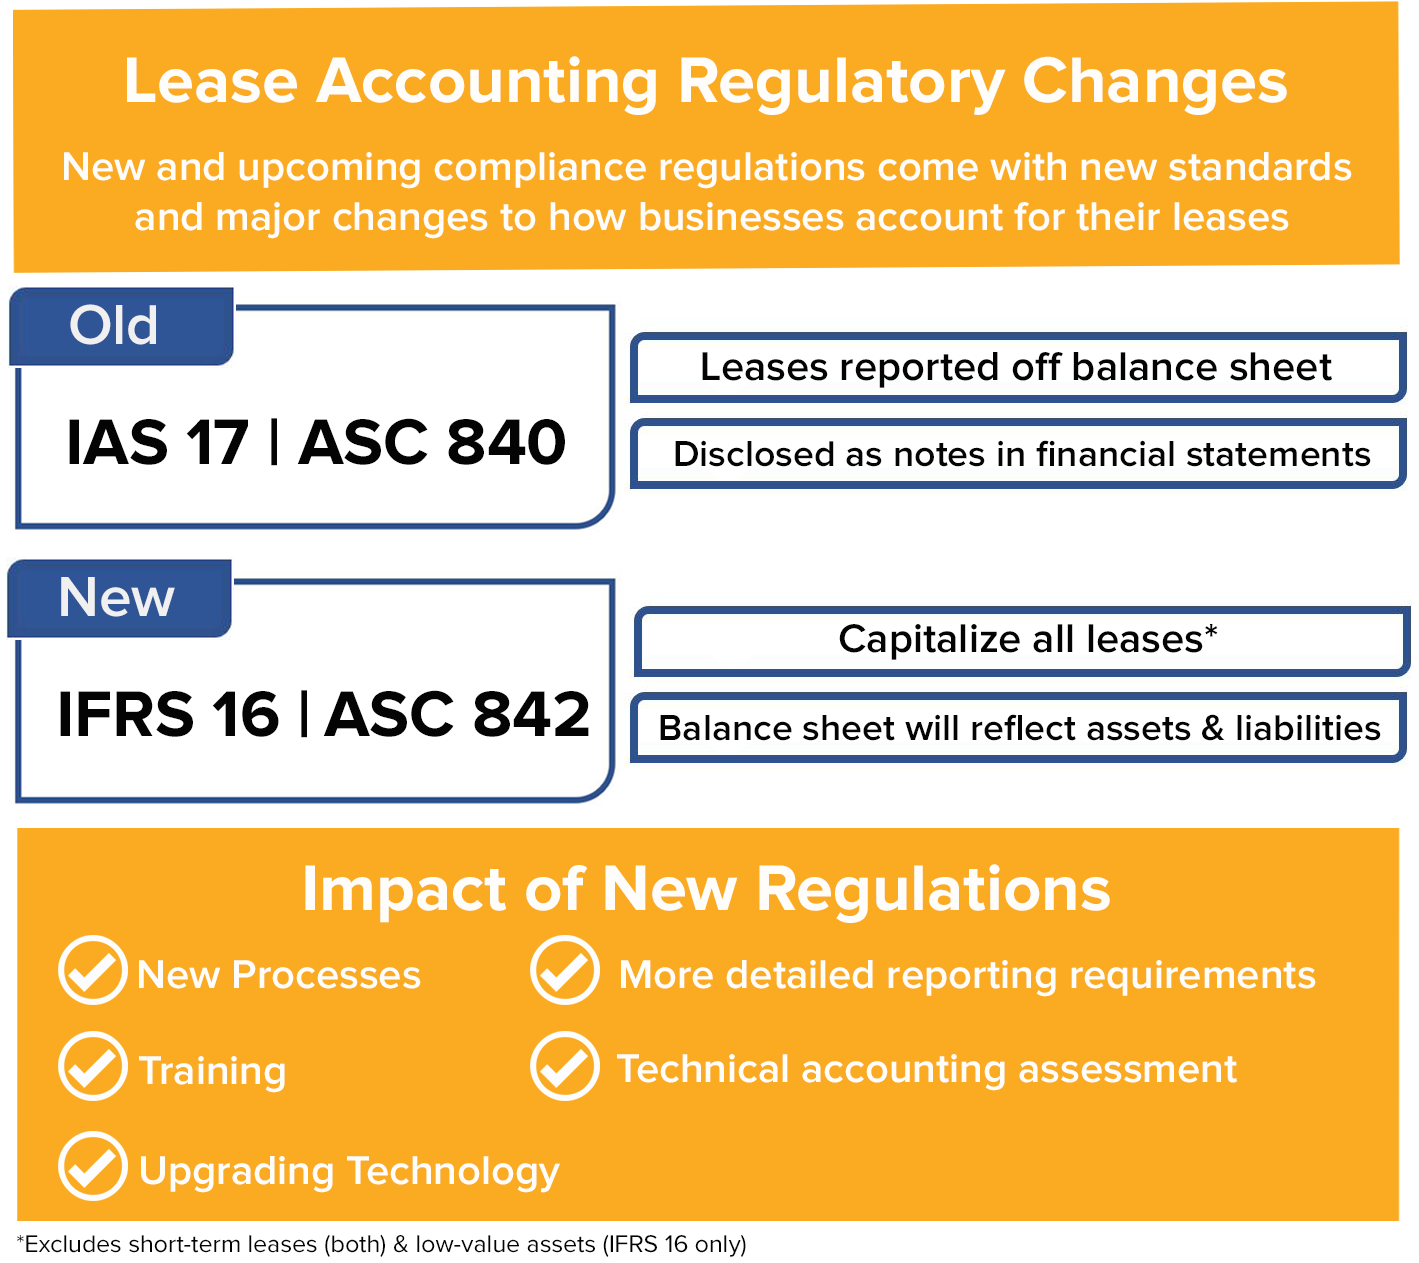 Lease Accounting Regulatory Changes
New and upcoming compliance regulations come with new standards
and major changes to how businesses account for their leases
Old
IAS 17 | ASC 840
Leases reported off balance sheet
Disclosed as notes in financial statements
New
IFRS 16 | ASC 842
Capitalize all leases*
Balance sheet will reflect assets & liabilities
Impact of New Regulations
New Processes
More detailed reporting requirements
Training
Technical accounting assessment
Upgrading Technology
*Excludes short-term leases (both) & low-value assets (IFRS 16 only)